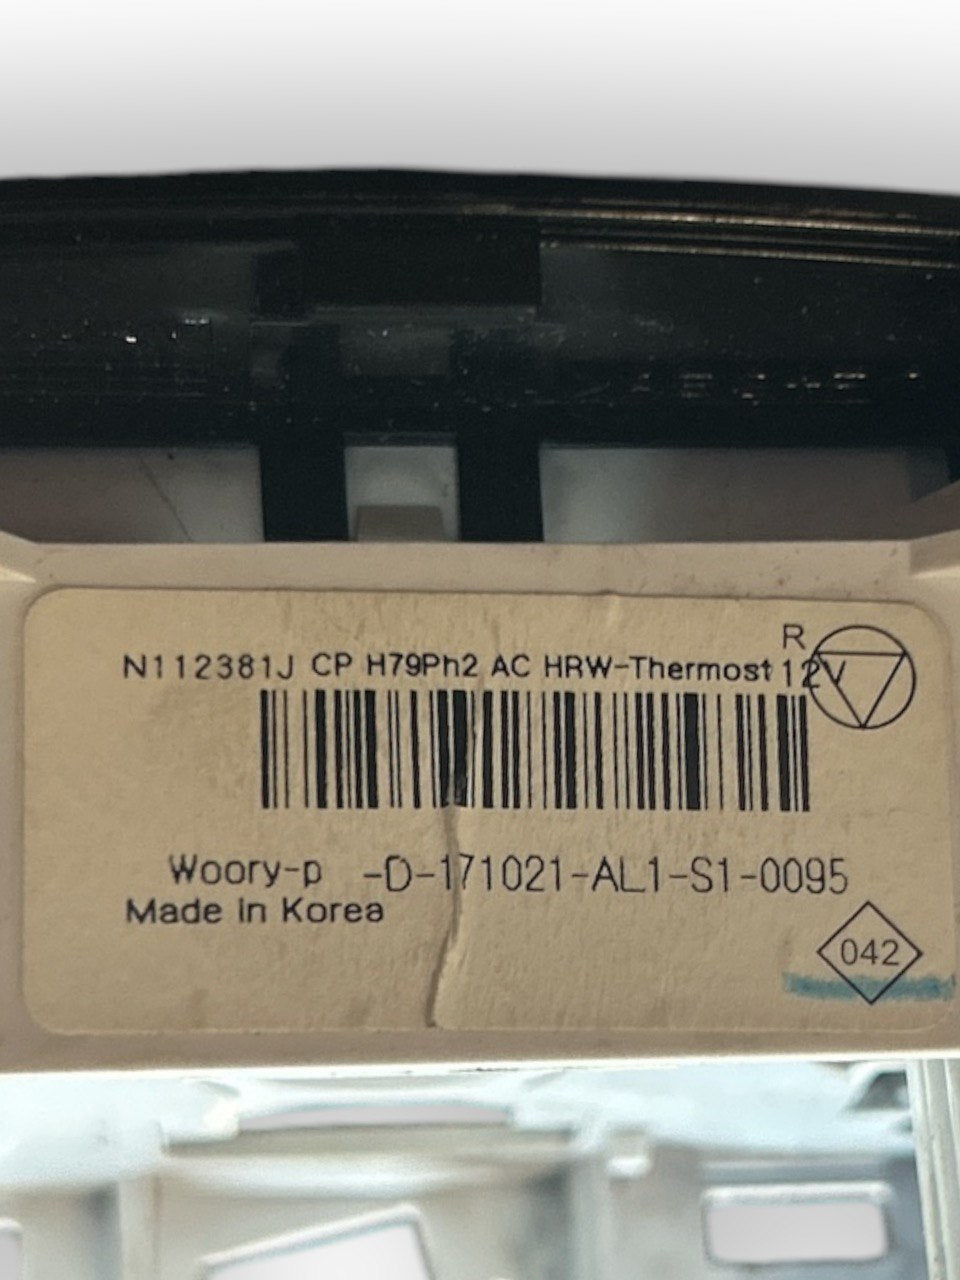 R
N112381J CP H79Ph2 AC HRW-Thermost 12V
Woory-p -D-171021-AL1-S1-0095
Made in Korea
042